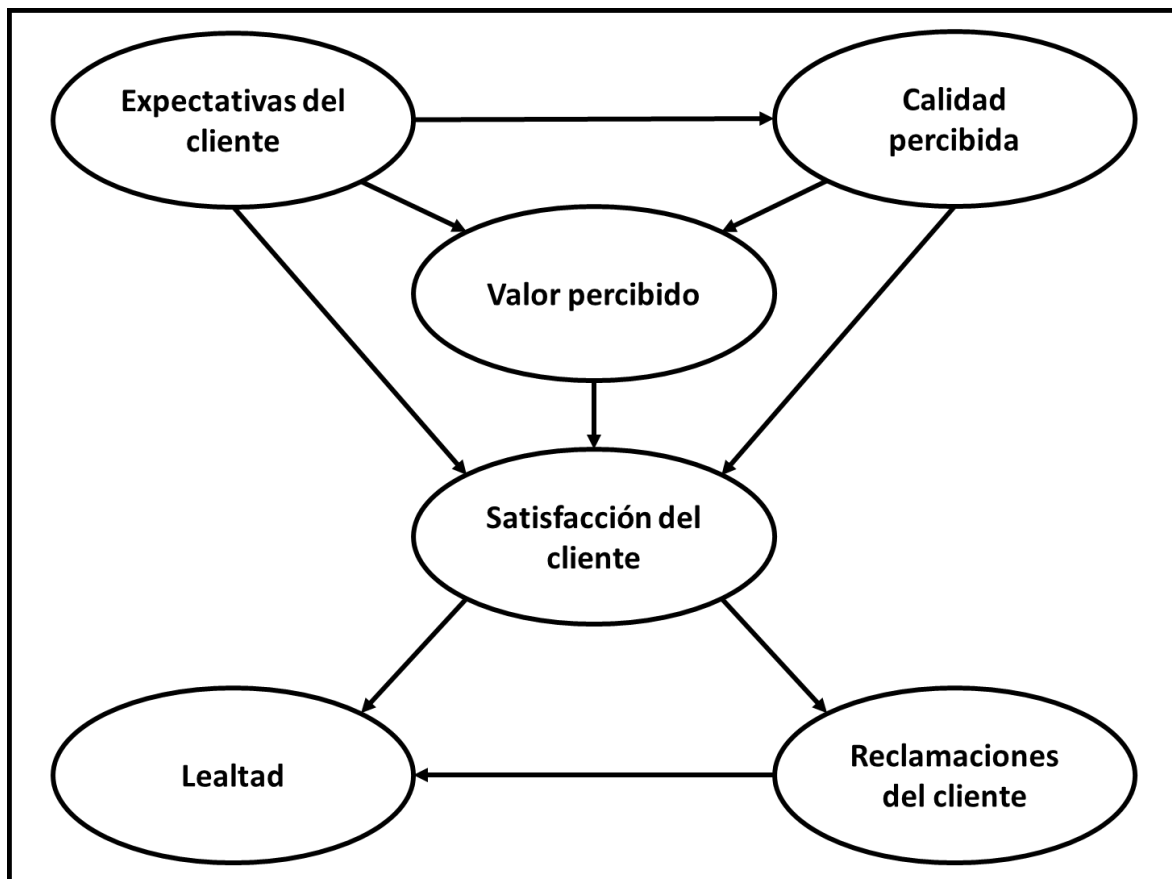 Expectativas del
cliente
Calidad
percibida
Valor percibido
Satisfacción del
cliente
Lealtad
Reclamaciones
del cliente